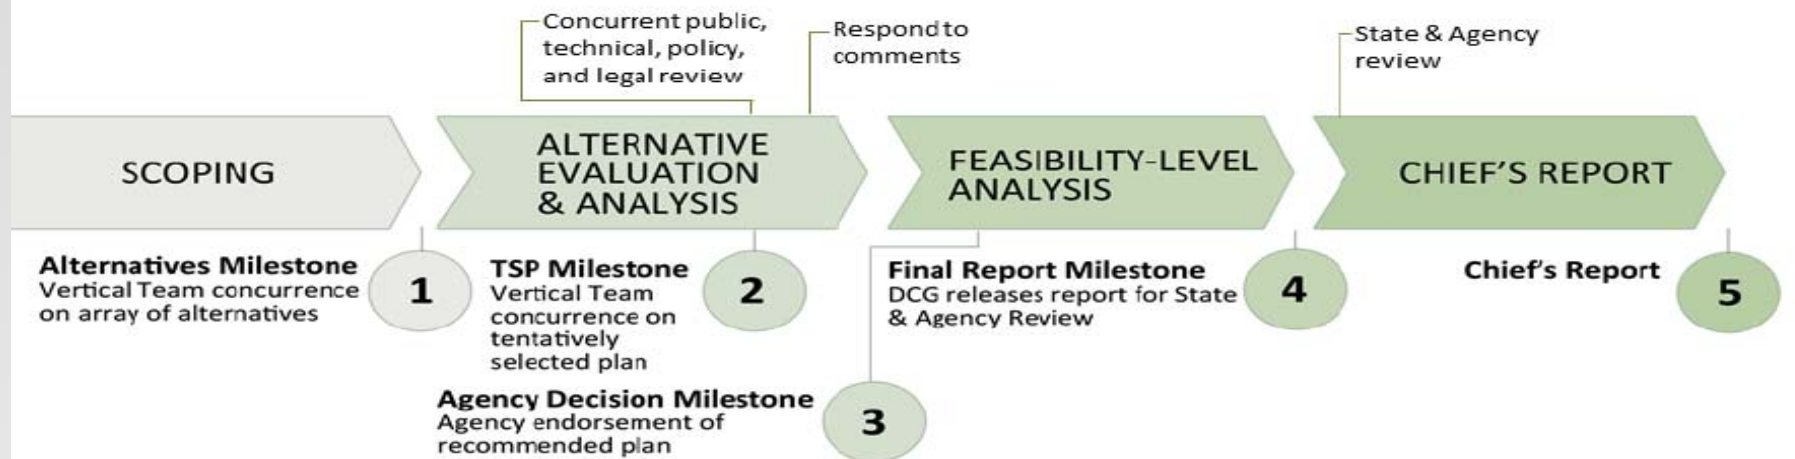 Concurrent public,
technical, policy,
and legal review
Respond to
comments
State & Agency
review
SCOPING
ALTERNATIVE
EVALUATION
& ANALYSIS
FEASIBILITY-LEVEL
ANALYSIS
CHIEF'S REPORT
Alternatives Milestone
Vertical Team concurrence
on array of alternatives
1
TSP Milestone
Vertical Team
concurrence on
tentatively
selected plan
2
Agency Decision Milestone
Agency endorsement of
recommended plan
3
Final Report Milestone
DCG releases report for State
& Agency Review
4
Chief's Report
5